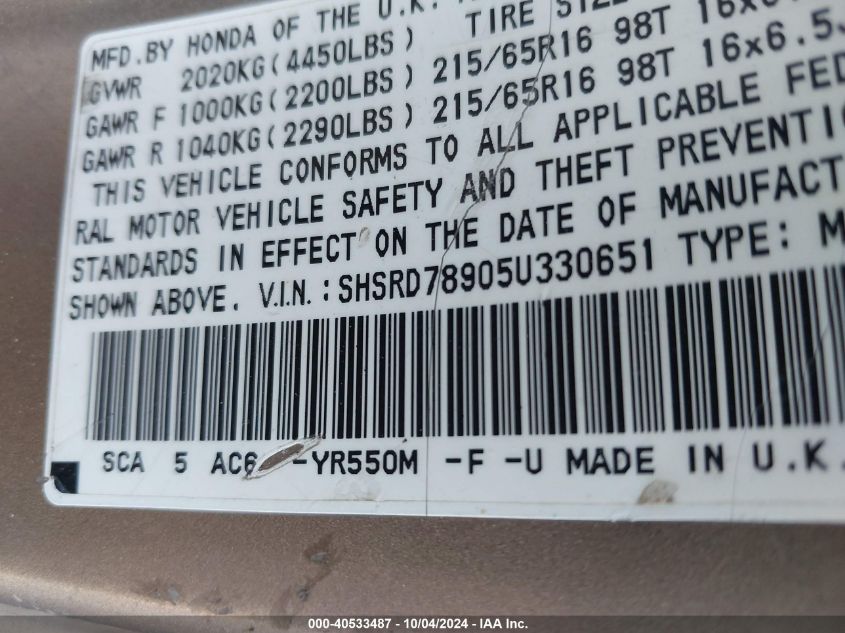 MFD.BY HONDA OF THE U.K.
GVWR 2020KG(4450LBS) TIRE SIZE
GAWR F 1000KG(2200LBS) 215/65R16 98T
GAWR R 1040KG(2290LBS) 215/65R16 98T 16x6.5J
THIS VEHICLE CONFORMS TO ALL APPLICABLE FED
RAL MOTOR VEHICLE SAFETY AND THEFT PREVENTI
STANDARDS IN EFFECT ON THE DATE OF MANUFACT
SHOWN ABOVE. V.I.N.:SHSRD78905U330651 TYPE: M
SCA 5 AC6 -YR550M -F -U MADE IN U.K.
000-40533487 - 10/04/2024 - IAA Inc.